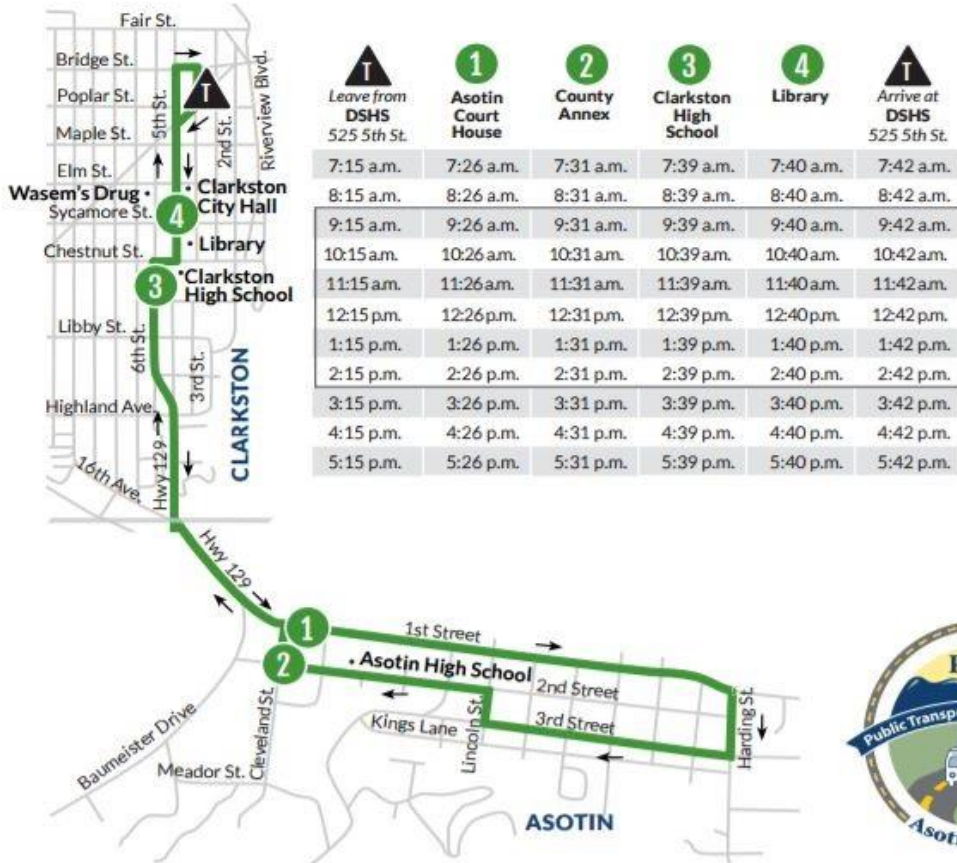 Fair St.
Bridge St.
Poplar St.
Maple St.
Elm St.
5th St.
2nd St.
Riverview Blvd.
T
Wasem's Drug
Clarkston
City Hall
Sycamore St.
4
Library
Chestnut St.
3
Clarkston
High School
Libby St.
6th St.
3rd St.
Highland Ave.
CLARKSTON
16th Ave.
Hwy 129
Hwy 129
T 1 2 3 4 T
Leave from DSHS 525 5th St. Asotin Court House County Annex Clarkston High School Library Arrive at DSHS 525 5th St.
7:15 a.m. 7:26 a.m. 7:31 a.m. 7:39 a.m. 7:40 a.m. 7:42 a.m.
8:15 a.m. 8:26 a.m. 8:31 a.m. 8:39 a.m. 8:40 a.m. 8:42 a.m.
9:15 a.m. 9:26 a.m. 9:31 a.m. 9:39 a.m. 9:40 a.m. 9:42 a.m.
10:15 a.m. 10:26 a.m. 10:31 a.m. 10:39 a.m. 10:40 a.m. 10:42 a.m.
11:15 a.m. 11:26 a.m. 11:31 a.m. 11:39 a.m. 11:40 a.m. 11:42 a.m.
12:15 p.m. 12:26 p.m. 12:31 p.m. 12:39 p.m. 12:40 p.m. 12:42 p.m.
1:15 p.m. 1:26 p.m. 1:31 p.m. 1:39 p.m. 1:40 p.m. 1:42 p.m.
2:15 p.m. 2:26 p.m. 2:31 p.m. 2:39 p.m. 2:40 p.m. 2:42 p.m.
3:15 p.m. 3:26 p.m. 3:31 p.m. 3:39 p.m. 3:40 p.m. 3:42 p.m.
4:15 p.m. 4:26 p.m. 4:31 p.m. 4:39 p.m. 4:40 p.m. 4:42 p.m.
5:15 p.m. 5:26 p.m. 5:31 p.m. 5:39 p.m. 5:40 p.m. 5:42 p.m.
1
1st Street
2
Asotin High School
2nd Street
Kings Lane
3rd Street
Lincoln St.
Harding St.
Baumeister Drive
Cleveland St.
Meador St.
ASOTIN
Public Transp
Asoti